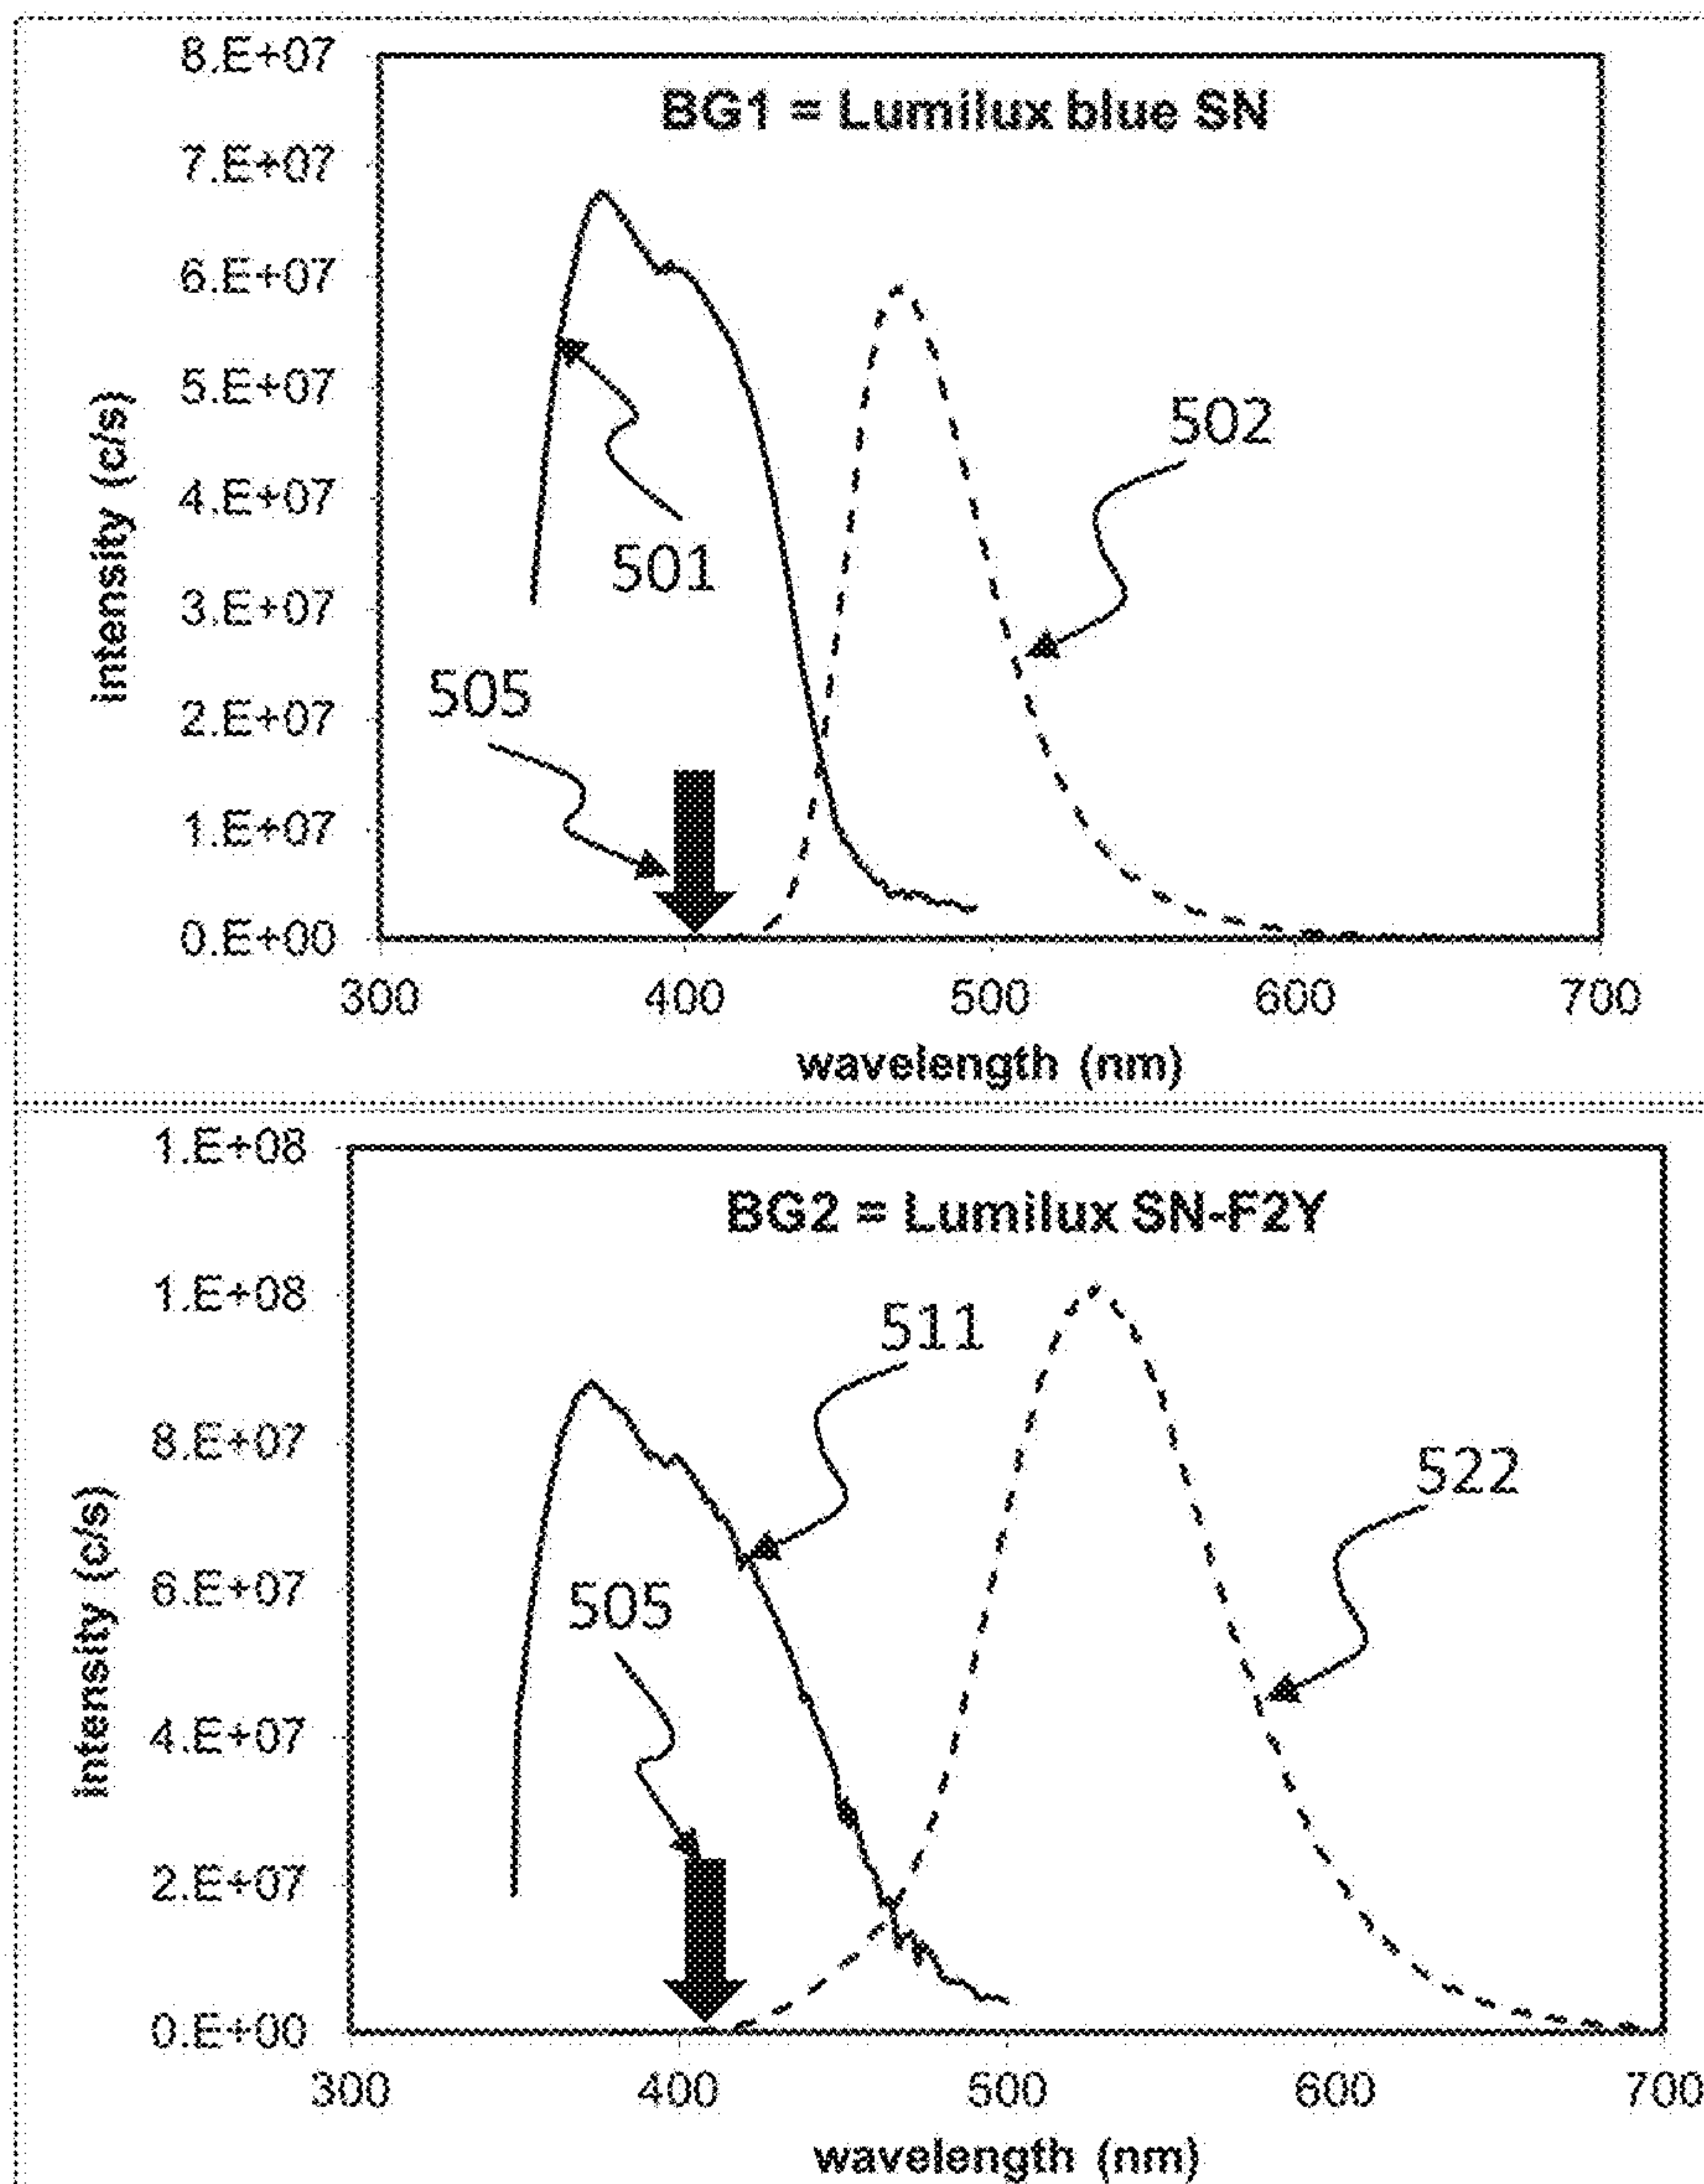 8.E+07
BG1 = Lumilux blue SN
7.E+07
6.E+07
5.E+07
502
4.E+07
501
3.E+07
505
2.E+07
1.E+07
0.E+00
intensity (c/s)
300 400 500 600 700
wavelength (nm)
1.E+08
BG2 = Lumilux SN-F2Y
1.E+08
511
8.E+07
522
6.E+07
505
4.E+07
2.E+07
0.E+00
intensity (c/s)
300 400 500 600 700
wavelength (nm)